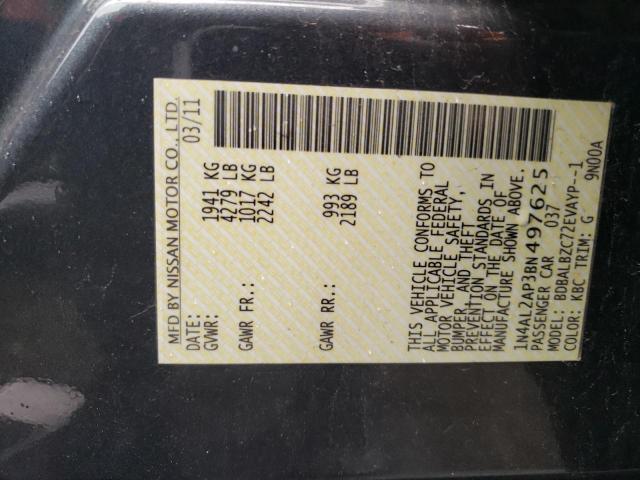 MFD BY NISSAN MOTOR CO., LTD.
DATE: 03/11
GVWR: 1941 KG
4279 LB
GAWR FR.: 1017 KG
2242 LB
GAWR RR.: 993 KG
2189 LB
THIS VEHICLE CONFORMS TO
ALL APPLICABLE FEDERAL
MOTOR VEHICLE SAFETY,
BUMPER AND THEFT
PREVENTION STANDARDS IN
EFFECT ON THE DATE OF
MANUFACTURE SHOWN ABOVE.
1N4AL2AP3BN497625
PASSENGER CAR 037
MODEL: BDBALBZC72EVAYP--1
COLOR: KBC TRIM: G 9N00A